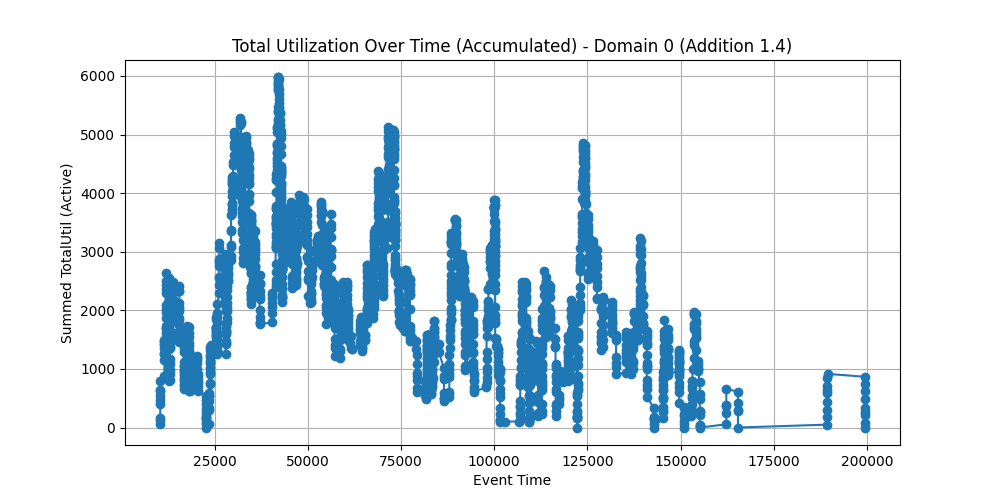 Total Utilization Over Time (Accumulated) - Domain 0 (Addition 1.4)
6000
5000
4000
3000
2000
1000
0
Summed TotalUtil (Active)
25000 50000 75000 100000 125000 150000 175000 200000
Event Time